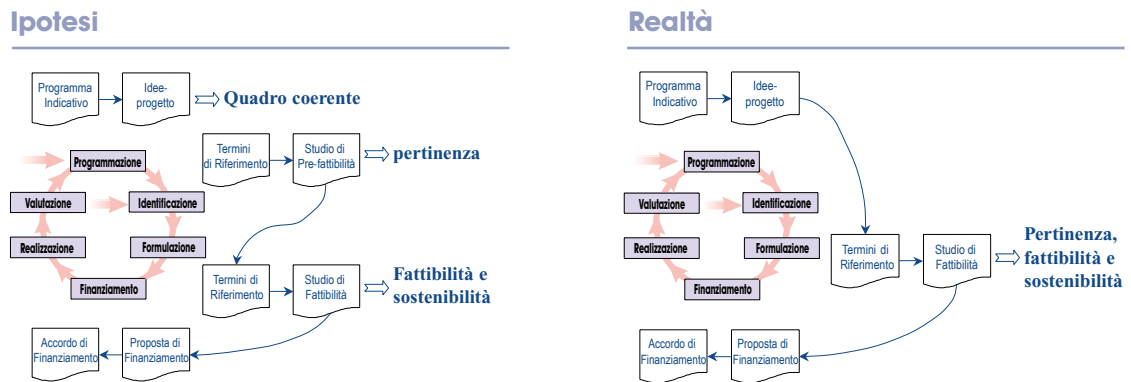 Ipotesi
Programma
Indicativo
Idee-
progetto
Quadro coerente
Termini
di Riferimento
Studio di
Pre-fattibilità
pertinenza
Programmazione
Valutazione
Identificazione
Realizzazione
Formulazione
Finanziamento
Termini di
Riferimento
Studio di
Fattibilità
Fattibilità e
sostenibilità
Accordo di
Finanziamento
Proposta di
Finanziamento
Realtà
Programma
Indicativo
Idee-
progetto
Programmazione
Valutazione
Identificazione
Realizzazione
Formulazione
Finanziamento
Termini di
Riferimento
Studio di
Fattibilità
Pertinenza,
fattibilità e
sostenibilità
Accordo di
Finanziamento
Proposta di
Finanziamento